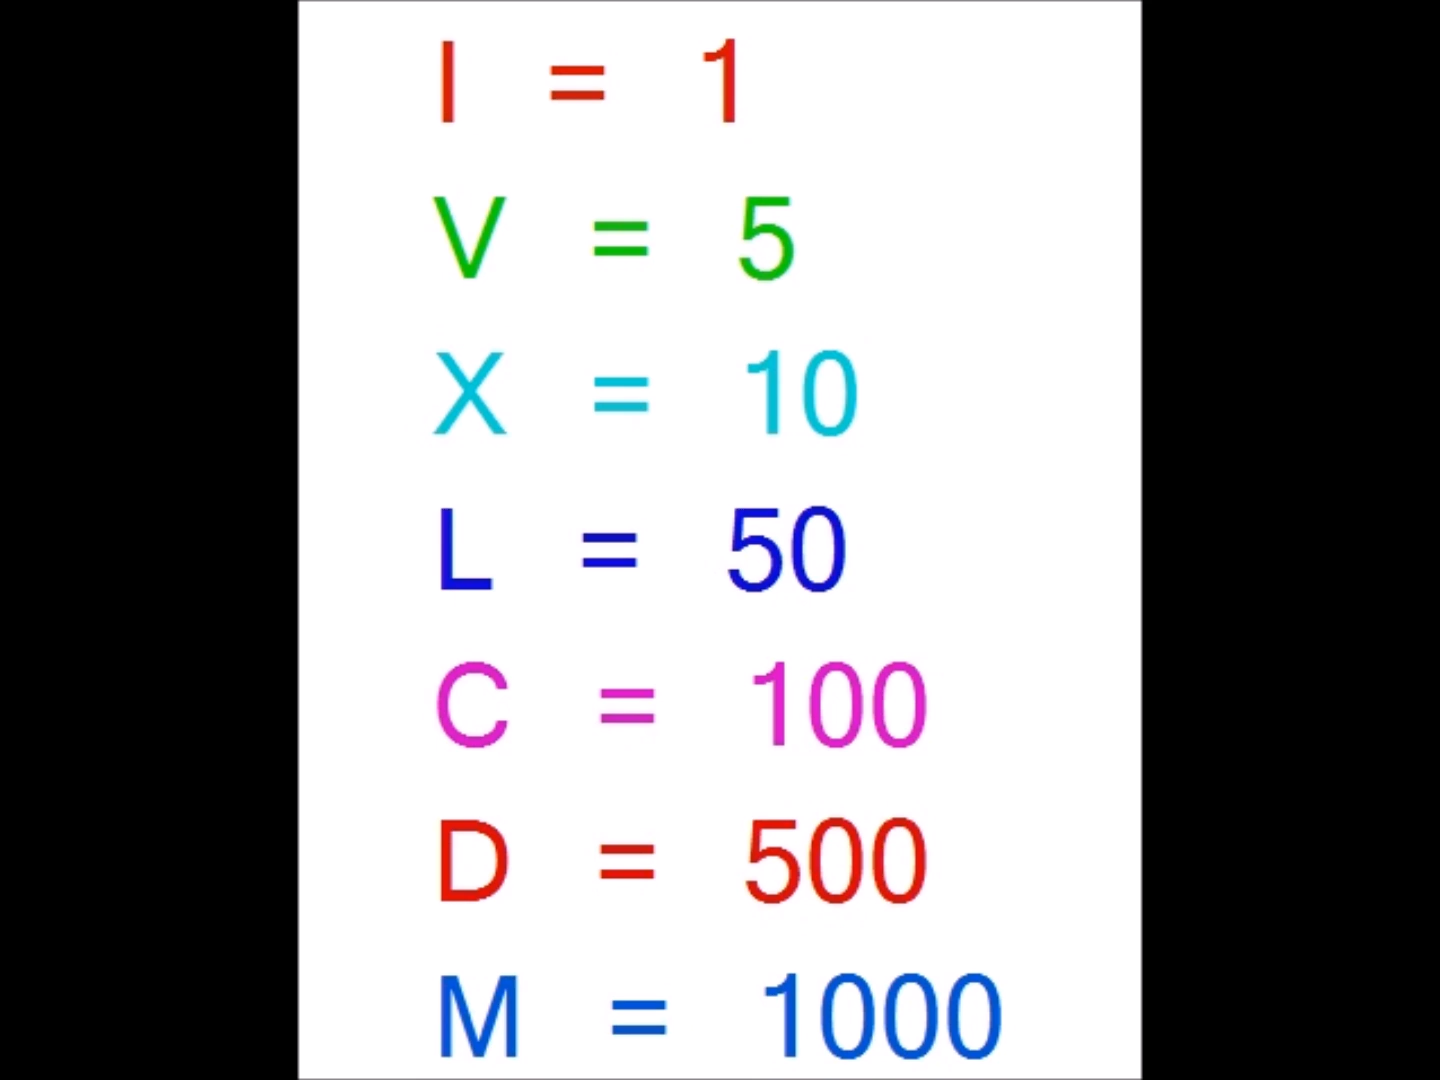 I = 1
V = 5
X = 10
L = 50
C = 100
D = 500
M = 1000